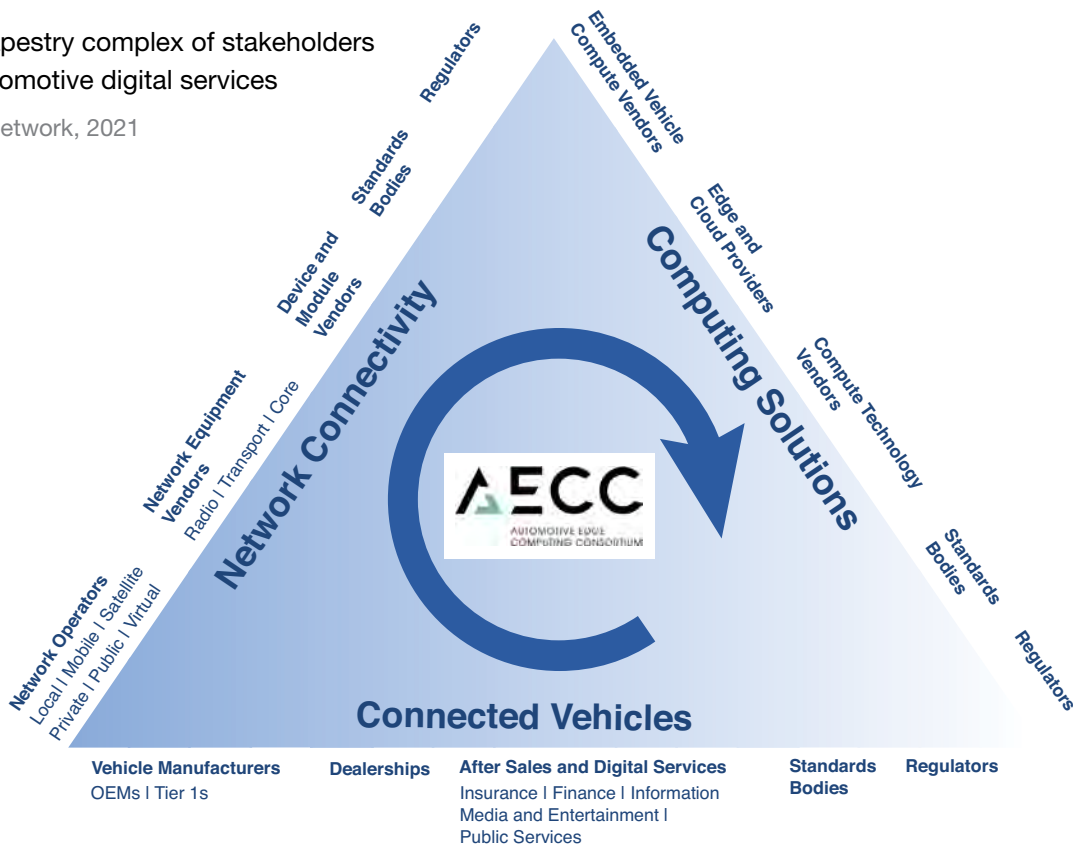 pestry complex of stakeholders
omotive digital services
etwork, 2021
Regulators
Standards
Bodies
Device and
Module
Vendors
Network Equipment
Vendors
Radio | Transport | Core
Network Operators
Local | Mobile | Satellite
Private | Public | Virtual
Network Connectivity
Embedded Vehicle
Compute Vendors
Edge and
Cloud Providers
Compute Technology
Vendors
Standards
Bodies
Regulators
Computing Solutions
AECC
AUTOMOTIVE EDGE
COMPUTING CONSORTIUM
Connected Vehicles
Vehicle Manufacturers
OEMs | Tier 1s
Dealerships
After Sales and Digital Services
Insurance | Finance | Information
Media and Entertainment |
Public Services
Standards
Bodies
Regulators